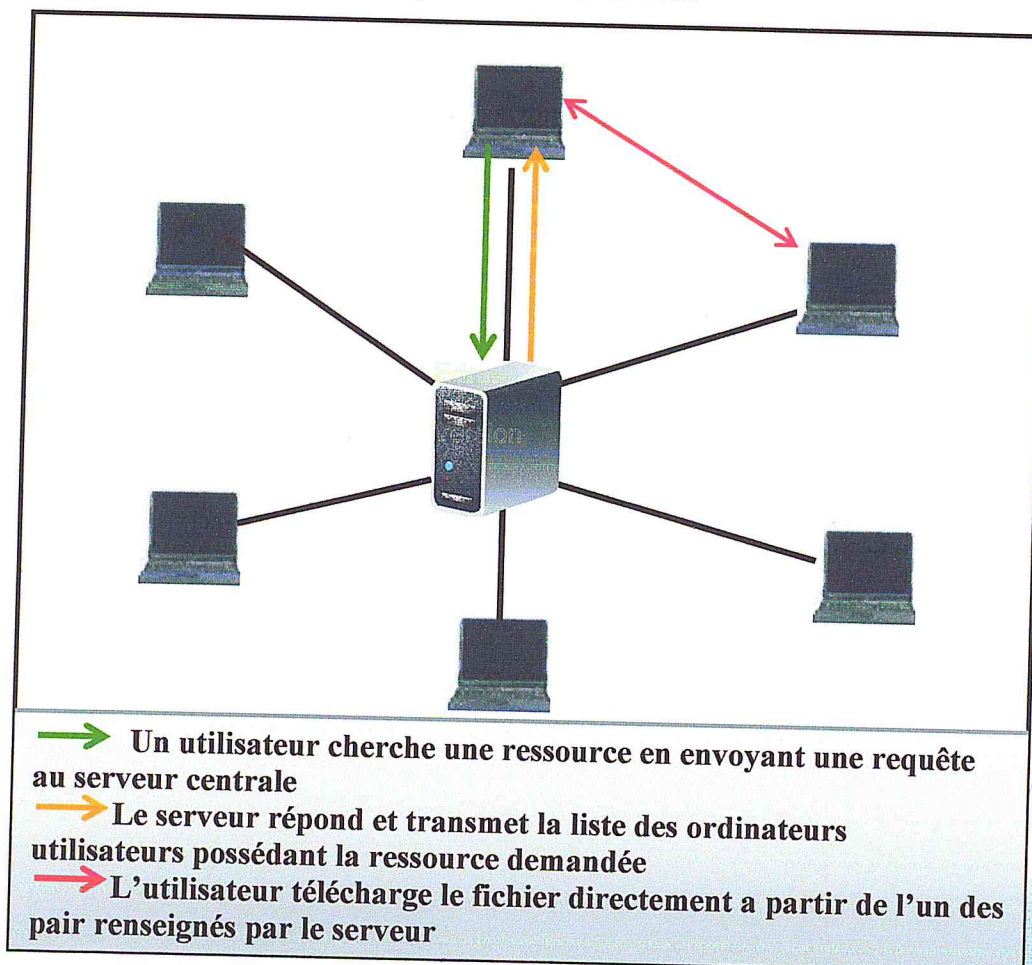 Un utilisateur cherche une ressource en envoyant une requête
au serveur centrale
Le serveur répond et transmet la liste des ordinateurs
utilisateurs possédant la ressource demandée
L'utilisateur télécharge le fichier directement a partir de l'un des
pair renseignés par le serveur